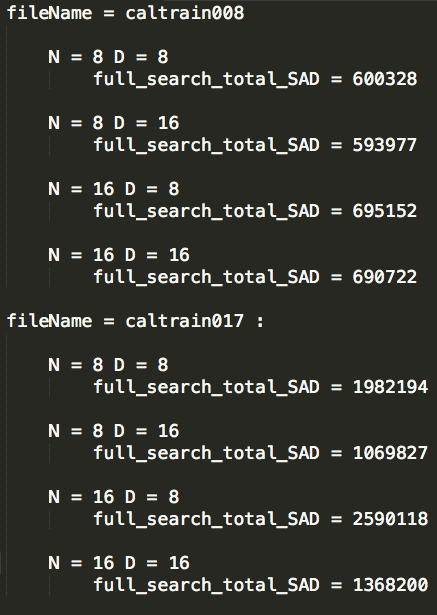 fileName = caltrain008
N = 8 D = 8
full_search_total_SAD = 600328
N = 8 D = 16
full_search_total_SAD = 593977
N = 16 D = 8
full_search_total_SAD = 695152
N = 16 D = 16
full_search_total_SAD = 690722
fileName = caltrain017 :
N = 8 D = 8
full_search_total_SAD = 1982194
N = 8 D = 16
full_search_total_SAD = 1069827
N = 16 D = 8
full_search_total_SAD = 2590118
N = 16 D = 16
full_search_total_SAD = 1368200